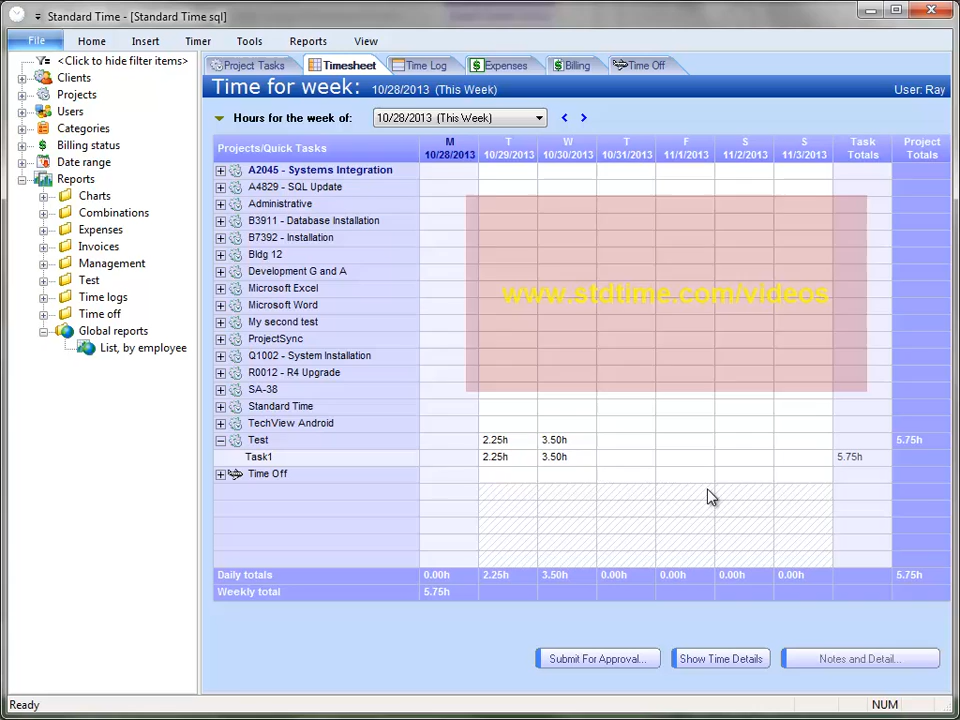 Standard Time - [Standard Time sql]
File Home Insert Timer Tools Reports View
<Click to hide filter items>
Clients
Projects
Users
Categories
Billing status
Date range
Reports
Charts
Combinations
Expenses
Invoices
Management
Test
Time logs
Time off
Global reports
List, by employee
Project Tasks Timesheet Time Log Expenses Billing Time Off
Time for week: 10/28/2013 (This Week) User: Ray
Hours for the week of: 10/28/2013 (This Week) < >
Projects/Quick Tasks M 10/28/2013 T 10/29/2013 W 10/30/2013 T 10/31/2013 F 11/1/2013 S 11/2/2013 S 11/3/2013 Task Totals Project Totals
A2045 - Systems Integration
A4829 - SQL Update
Administrative
B3911 - Database Installation
B7392 - Installation
Bldg 12
Development G and A
Microsoft Excel
www.stdtime.com/videos
Microsoft Word
My second test
ProjectSync
Q1002 - System Installation
R0012 - R4 Upgrade
SA-38
Standard Time
TechView Android
Test 2.25h 3.50h 5.75h
Task1 2.25h 3.50h 5.75h
Time Off
Daily totals 0.00h 2.25h 3.50h 0.00h 0.00h 0.00h 0.00h 5.75h
Weekly total 5.75h
Submit For Approval... Show Time Details Notes and Detail...
Ready NUM